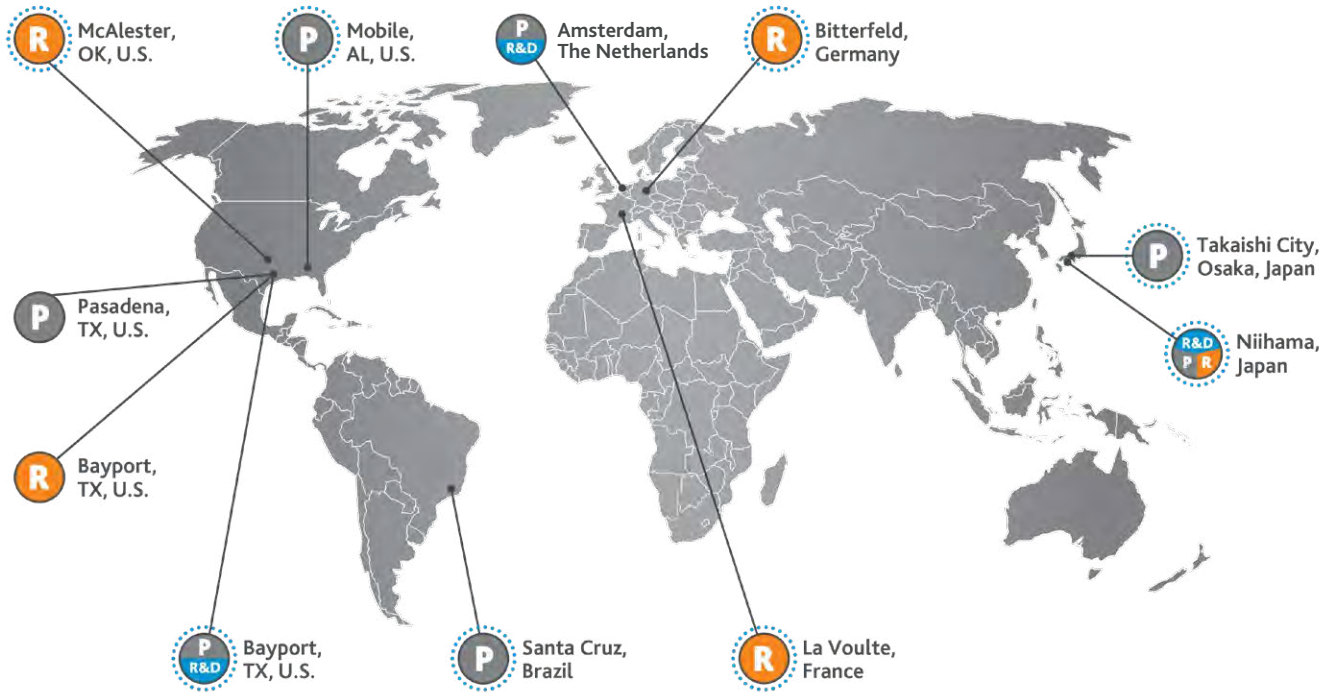 R
McAlester,
OK, U.S.
P
Mobile,
AL, U.S.
P
R&D
Amsterdam,
The Netherlands
R
Bitterfeld,
Germany
P
Takaishi City,
Osaka, Japan
P
Pasadena,
TX, U.S.
R&D
P R
Niihama,
Japan
R
Bayport,
TX, U.S.
P
R&D
Bayport,
TX, U.S.
P
Santa Cruz,
Brazil
R
La Voulte,
France